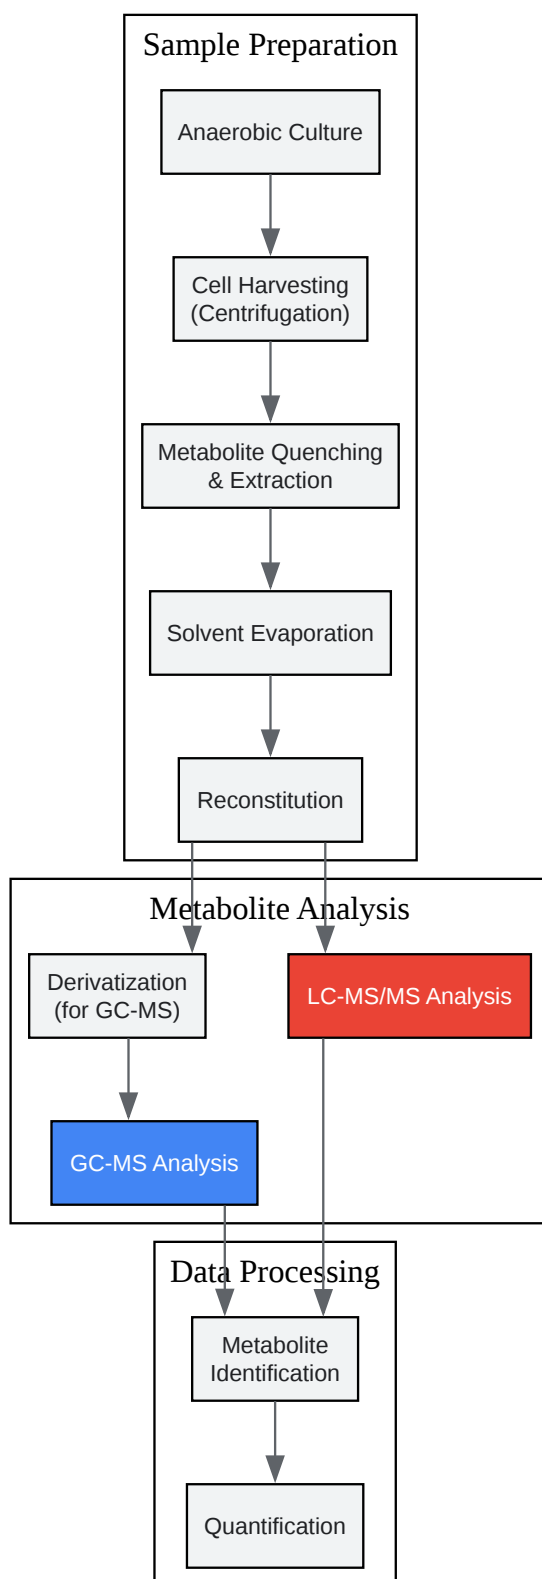 Sample Preparation
Anaerobic Culture
Cell Harvesting
(Centrifugation)
Metabolite Quenching
& Extraction
Solvent Evaporation
Reconstitution
Metabolite Analysis
Derivatization
(for GC-MS)
LC-MS/MS Analysis
GC-MS Analysis
Data Processing
Metabolite
Identification
Quantification